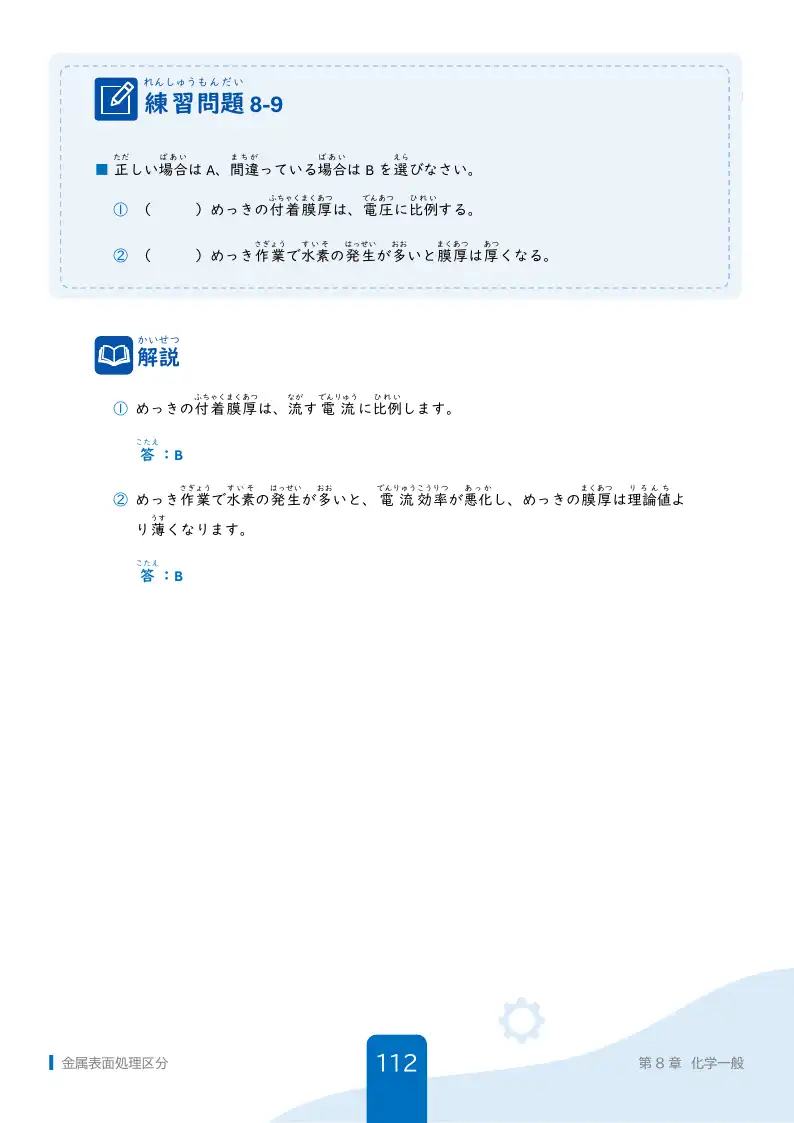 れんしゅうもんだい
練習問題 8-9
ただ ばあい まちが ばあい えら
■ 正しい場合は A、間違っている場合は B を選びなさい。
ふちゃくまくあつ でんあつ ひれい
① （　　　）めっきの付着膜厚は、電圧に比例する。
さぎょう すいそ はっせい おお まくあつ あつ
② （　　　）めっき作業で水素の発生が多いと膜厚は厚くなる。
かいせつ
解説
ふちゃくまくあつ なが でんりゅう ひれい
① めっきの付着膜厚は、流す電流に比例します。
こたえ
答：B
さぎょう すいそ はっせい おお でんりゅうこうりつ あっか まくあつ りろんち
② めっき作業で水素の発生が多いと、電流効率が悪化し、めっきの膜厚は理論値よ
うす
り薄くなります。
こたえ
答：B
金属表面処理区分 112 第 8 章 化学一般